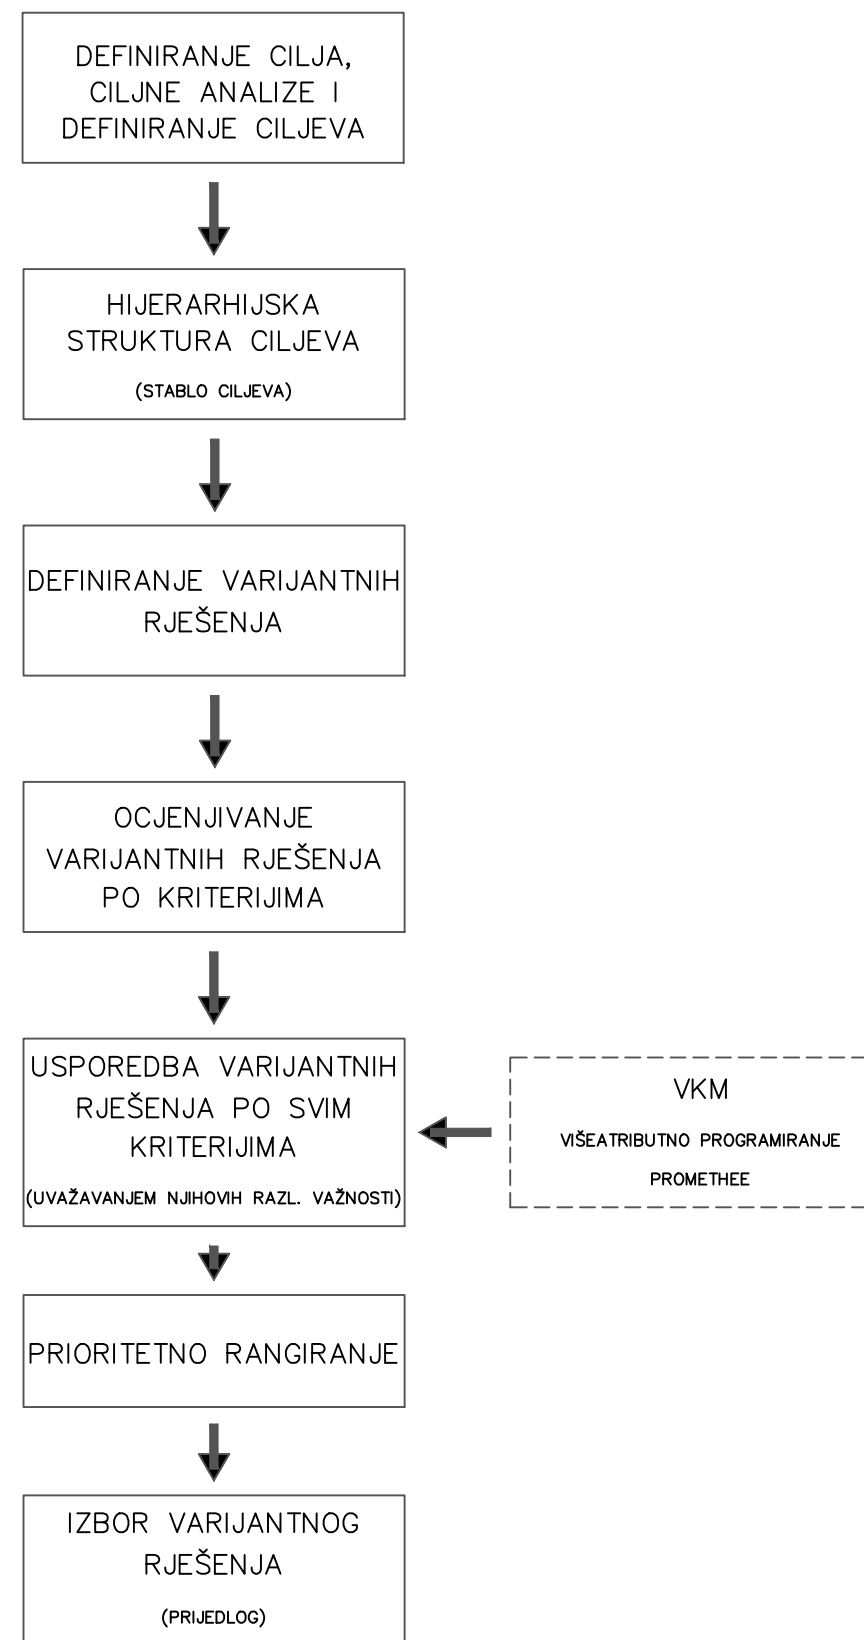 DEFINIRANJE CILJA,
CILJNE ANALIZE I
DEFINIRANJE CILJEVA
HIJERARHIJSKA
STRUKTURA CILJEVA
(STABLO CILJEVA)
DEFINIRANJE VARIJANTNIH
RJEŠENJA
OCJENJIVANJE
VARIJANTNIH RJEŠENJA
PO KRITERIJIMA
USPOREDBA VARIJANTNIH
RJEŠENJA PO SVIM
KRITERIJIMA
(UVAŽAVANJEM NJIHOVIH RAZL. VAŽNOSTI)
VKM
VIŠEATRIBUTNO PROGRAMIRANJE
PROMETHEE
PRIORITETNO RANGIRANJE
IZBOR VARIJANTNOG
RJEŠENJA
(PRIJEDLOG)